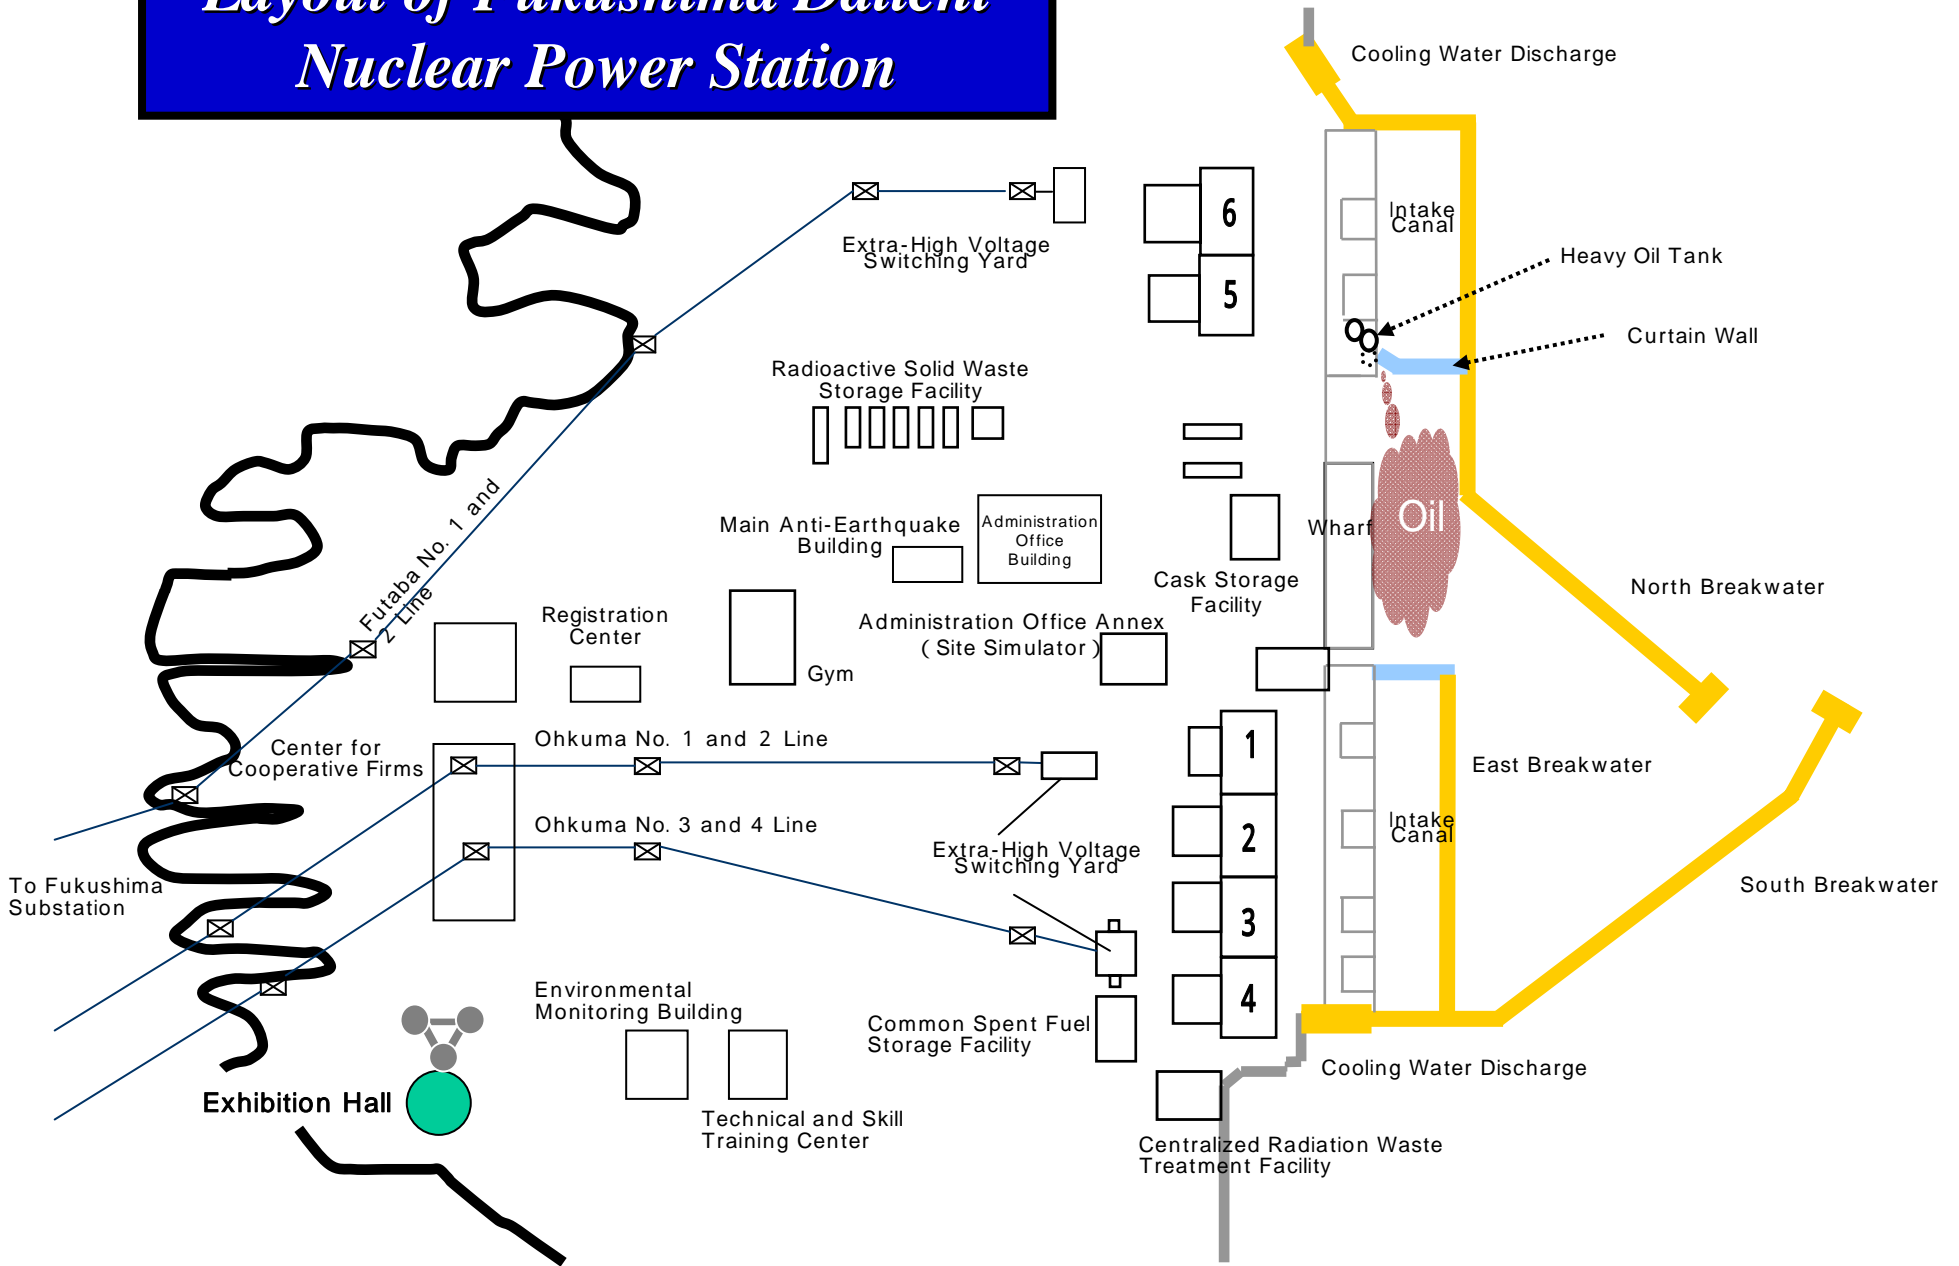 Layout of Fukushima Daiichi
Nuclear Power Station
Cooling Water Discharge
6
Intake
Canal
Extra-High Voltage
Switching Yard
Heavy Oil Tank
5
Curtain Wall
Radioactive Solid Waste
Storage Facility
Futaba No. 1 and
2 Line
Main Anti-Earthquake
Building
Administration
Office
Building
Wharf
Oil
Cask Storage
Facility
North Breakwater
Registration
Center
Administration Office Annex
(Site Simulator)
Gym
Ohkuma No. 1 and 2 Line
1
Center for
Cooperative Firms
East Breakwater
Ohkuma No. 3 and 4 Line
2
Intake
Canal
Extra-High Voltage
Switching Yard
To Fukushima
Substation
South Breakwater
3
Environmental
Monitoring Building
4
Common Spent Fuel
Storage Facility
Cooling Water Discharge
Exhibition Hall
Technical and Skill
Training Center
Centralized Radiation Waste
Treatment Facility